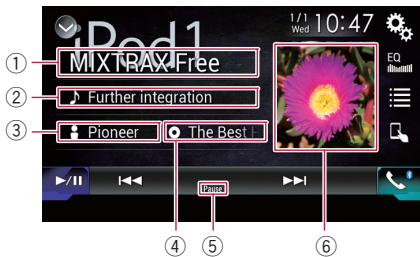 iPod1
1/1
Wed
10:47
MIXTRAX Free
EQ
♪ Further integration
Pioneer
The Best
Pause
①
②
③
④
⑤
⑥